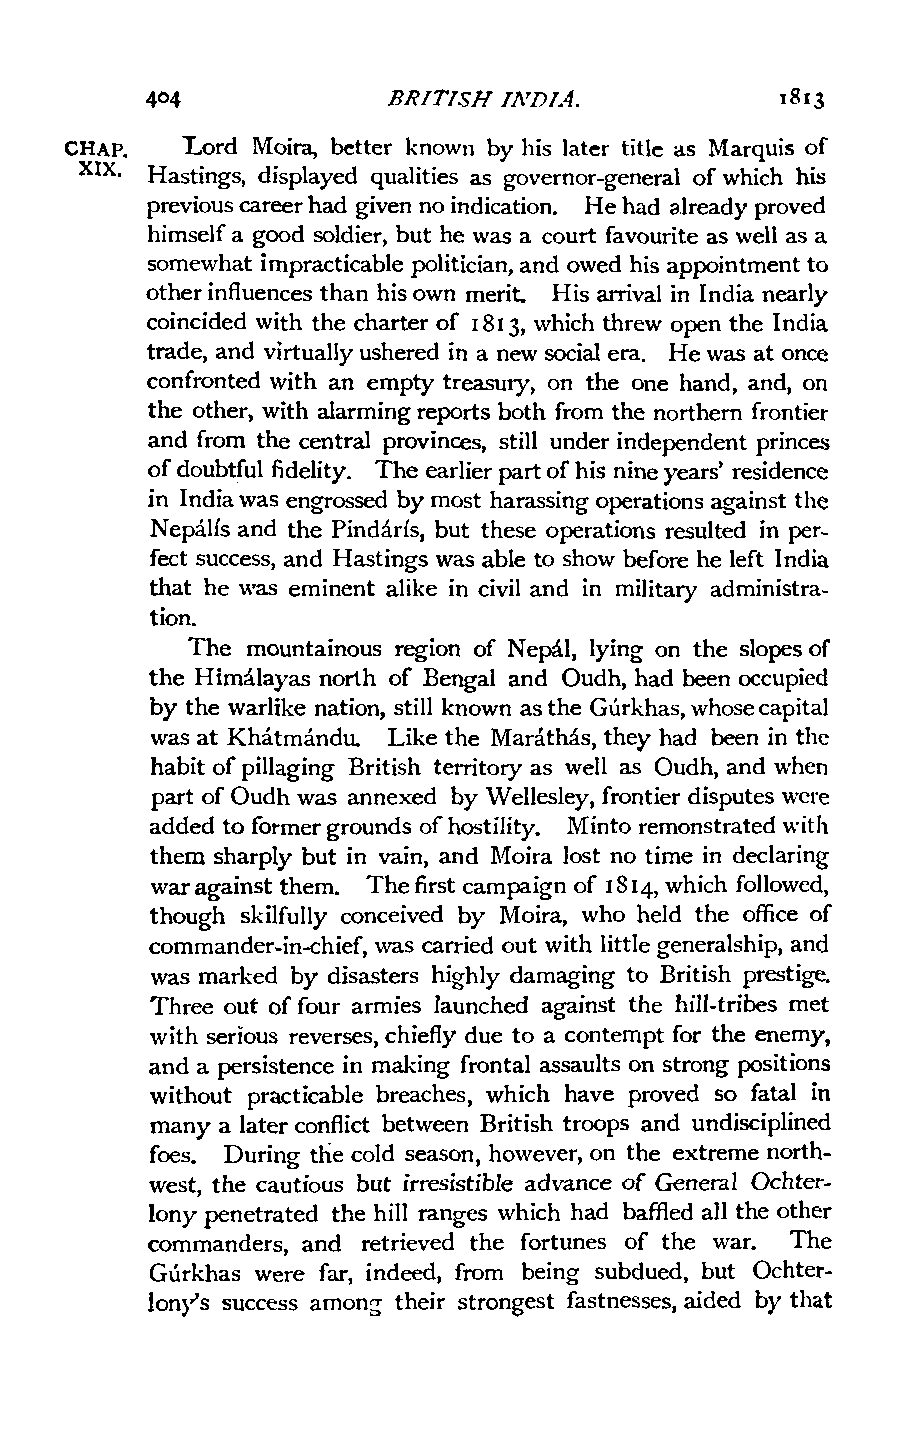 404 BRITISH INDIA. 1813
CHAP. XIX.
Lord Moira, better known by his later title as Marquis of
Hastings, displayed qualities as governor-general of which his
previous career had given no indication. He had already proved
himself a good soldier, but he was a court favourite as well as a
somewhat impracticable politician, and owed his appointment to
other influences than his own merit. His arrival in India nearly
coincided with the charter of 1813, which threw open the India
trade, and virtually ushered in a new social era. He was at once
confronted with an empty treasury, on the one hand, and, on
the other, with alarming reports both from the northern frontier
and from the central provinces, still under independent princes
of doubtful fidelity. The earlier part of his nine years' residence
in India was engrossed by most harassing operations against the
Nepálís and the Pindárís, but these operations resulted in per-
fect success, and Hastings was able to show before he left India
that he was eminent alike in civil and in military administra-
tion.
The mountainous region of Nepál, lying on the slopes of
the Himálayas north of Bengal and Oudh, had been occupied
by the warlike nation, still known as the Gúrkhas, whose capital
was at Khátmándu. Like the Maráthás, they had been in the
habit of pillaging British territory as well as Oudh, and when
part of Oudh was annexed by Wellesley, frontier disputes were
added to former grounds of hostility. Minto remonstrated with
them sharply but in vain, and Moira lost no time in declaring
war against them. The first campaign of 1814, which followed,
though skilfully conceived by Moira, who held the office of
commander-in-chief, was carried out with little generalship, and
was marked by disasters highly damaging to British prestige.
Three out of four armies launched against the hill-tribes met
with serious reverses, chiefly due to a contempt for the enemy,
and a persistence in making frontal assaults on strong positions
without practicable breaches, which have proved so fatal in
many a later conflict between British troops and undisciplined
foes. During the cold season, however, on the extreme north-
west, the cautious but irresistible advance of General Ochter-
lony penetrated the hill ranges which had baffled all the other
commanders, and retrieved the fortunes of the war. The
Gúrkhas were far, indeed, from being subdued, but Ochter-
lony's success among their strongest fastnesses, aided by that